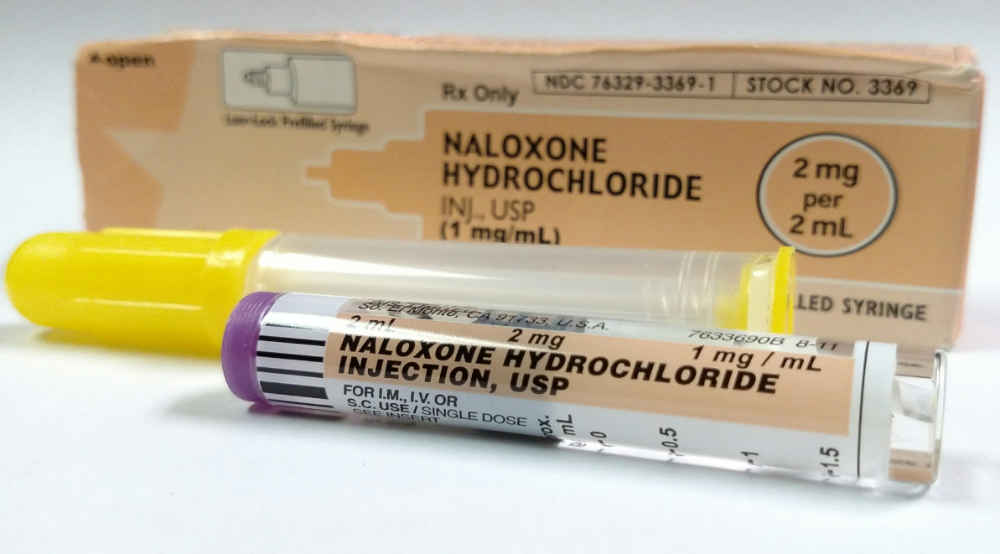 open
Luer-Lock Prefilled Syringe
Rx Only
NDC 76329-3369-1
STOCK NO. 3369
NALOXONE
HYDROCHLORIDE
INJ., USP
(1 mg/mL)
2 mg
per
2 mL
LLED SYRINGE
So. El Monte, CA 91733, U.S.A.
7633690B 8-11
2 mL 2 mg 1 mg / mL
NALOXONE HYDROCHLORIDE
INJECTION, USP
FOR I.M., I.V. OR
S.C. USE / SINGLE DOSE
SEE INSERT
ox.
mL
0
0.5
1
1.5